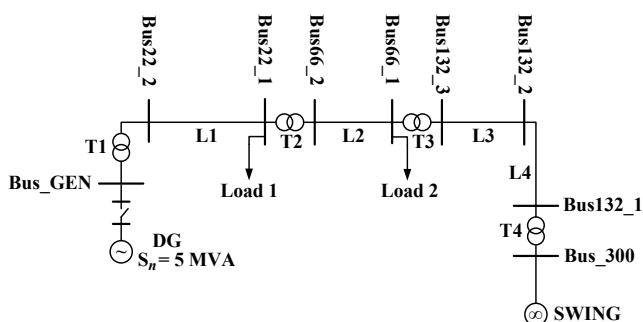 Bus22_2
Bus22_1
Bus66_2
Bus66_1
Bus132_3
Bus132_2
T1
L1
T2
L2
T3
L3
L4
Bus_GEN
Load 1
Load 2
Bus132_1
T4
DG
Sn = 5 MVA
Bus_300
~
∞
SWING